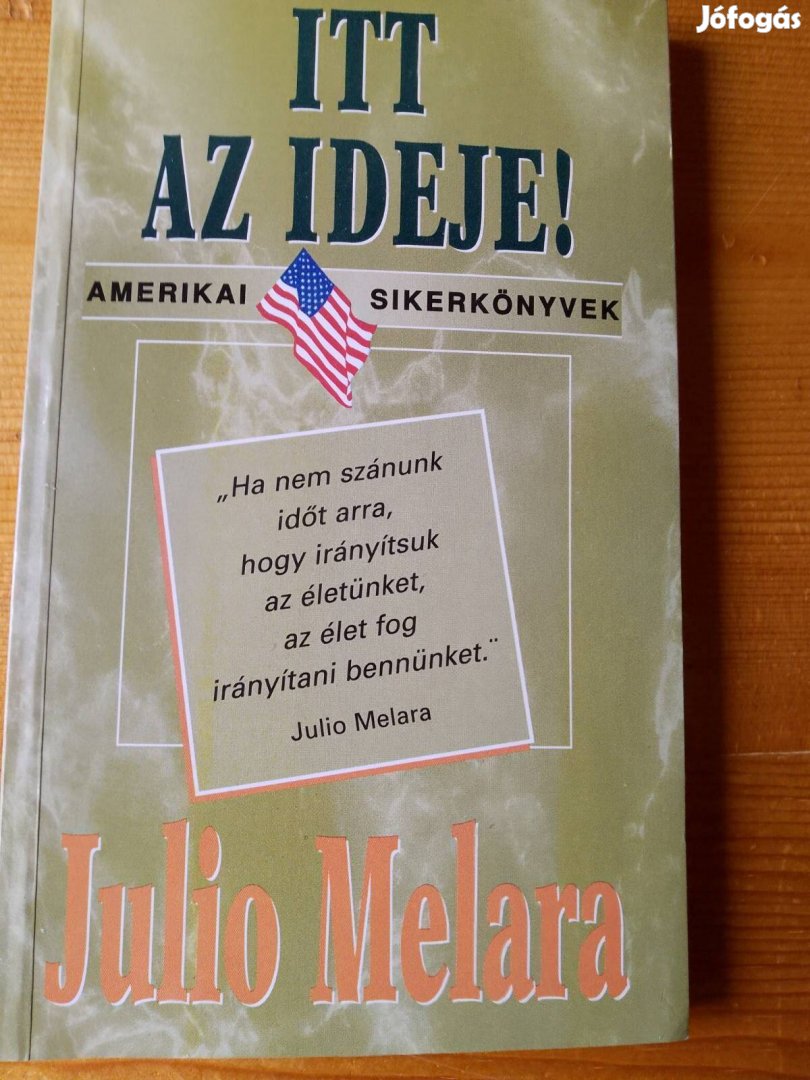 Jófogás
ITT
AZ IDEJE!
AMERIKAI SIKERKÖNYVEK
„Ha nem szánunk
időt arra,
hogy irányítsuk
az életünket,
az élet fog
irányítani bennünket.”
Julio Melara
Julio Melara